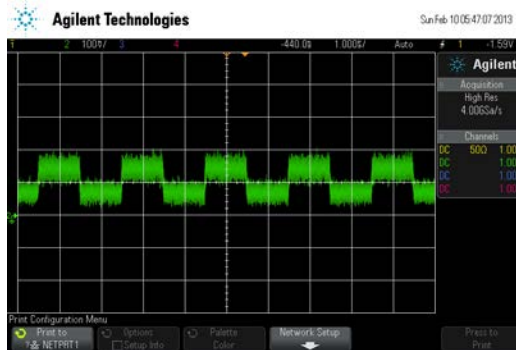 Agilent Technologies Sun Feb 10 05:47:07 2013
1 2 100▽/ 3 4 -440.0▽ 1.000▽/ Auto 1 -1.59V
Agilent
Acquisition
High Res
4.00GSa/s
Channels
DC 50Ω 1.00
DC 1.00
DC 1.00
DC 1.00
Print Configuration Menu
Print to Options Palette Network Setup Press to
NETPRT1 Setup Info Color Print